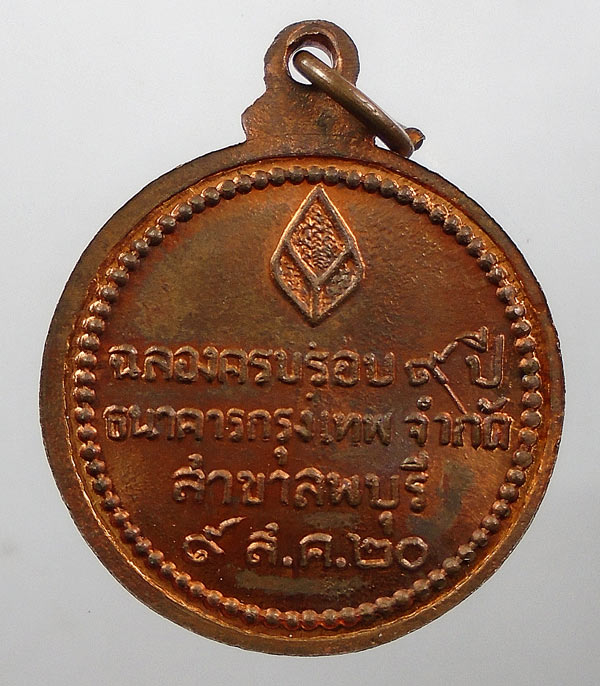 ฉลองครบรอบ ๙ ปี
ธนาคารกรุงเทพ จำกัด
สาขาลพบุรี
๙ ส.ค.๒๐